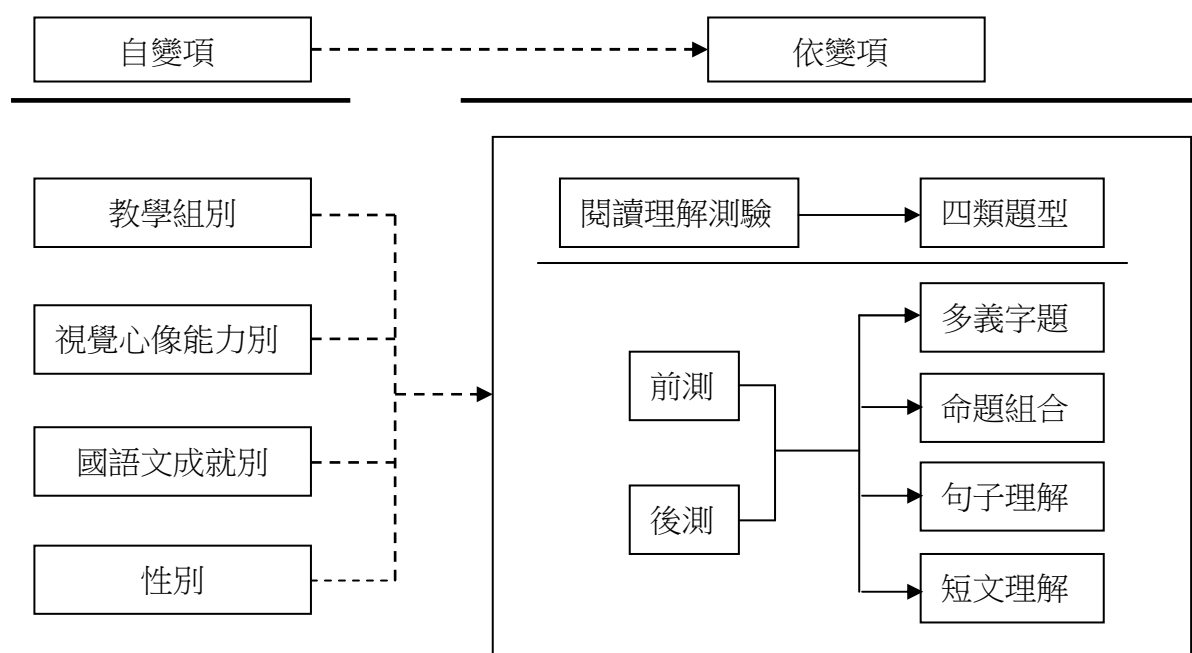 自變項
依變項
教學組別
視覺心像能力別
國語文成就別
性別
閱讀理解測驗
四類題型
前測
後測
多義字題
命題組合
句子理解
短文理解